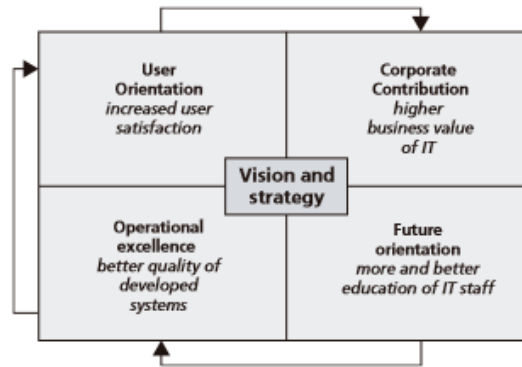 User
Orientation
increased user
satisfaction
Corporate
Contribution
higher
business value
of IT
Vision and
strategy
Operational
excellence
better quality of
developed
systems
Future
orientation
more and better
education of IT staff